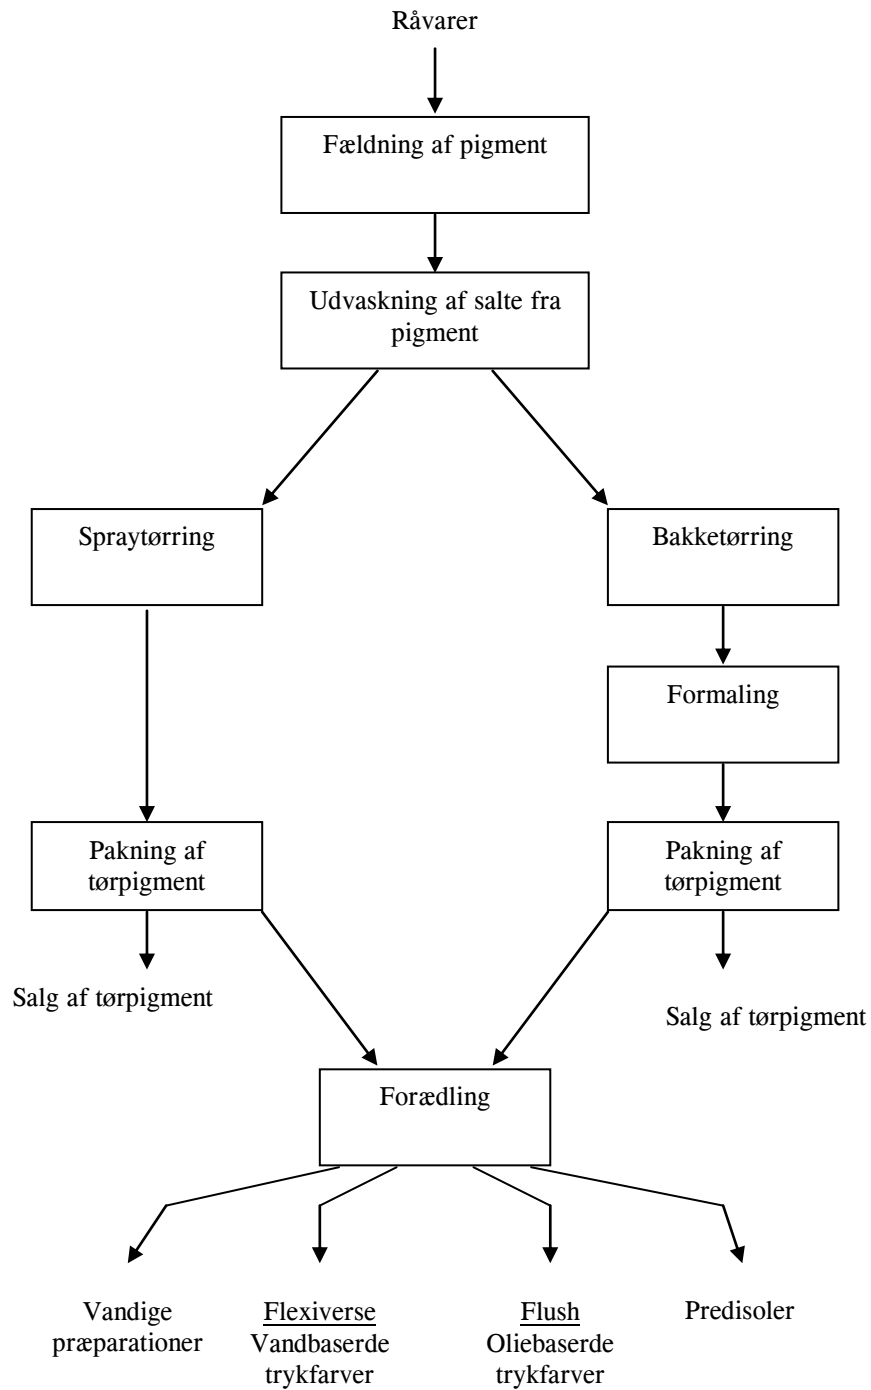 Råvarer
Fældning af pigment
Udvaskning af salte fra
pigment
Spraytørring
Bakketørring
Formaling
Pakning af
tørpigment
Pakning af
tørpigment
Salg af tørpigment
Salg af tørpigment
Forædling
Vandige
præparationer
Flexiverse
Vandbaserde
trykfarver
Flush
Oliebaserde
trykfarver
Predisoler